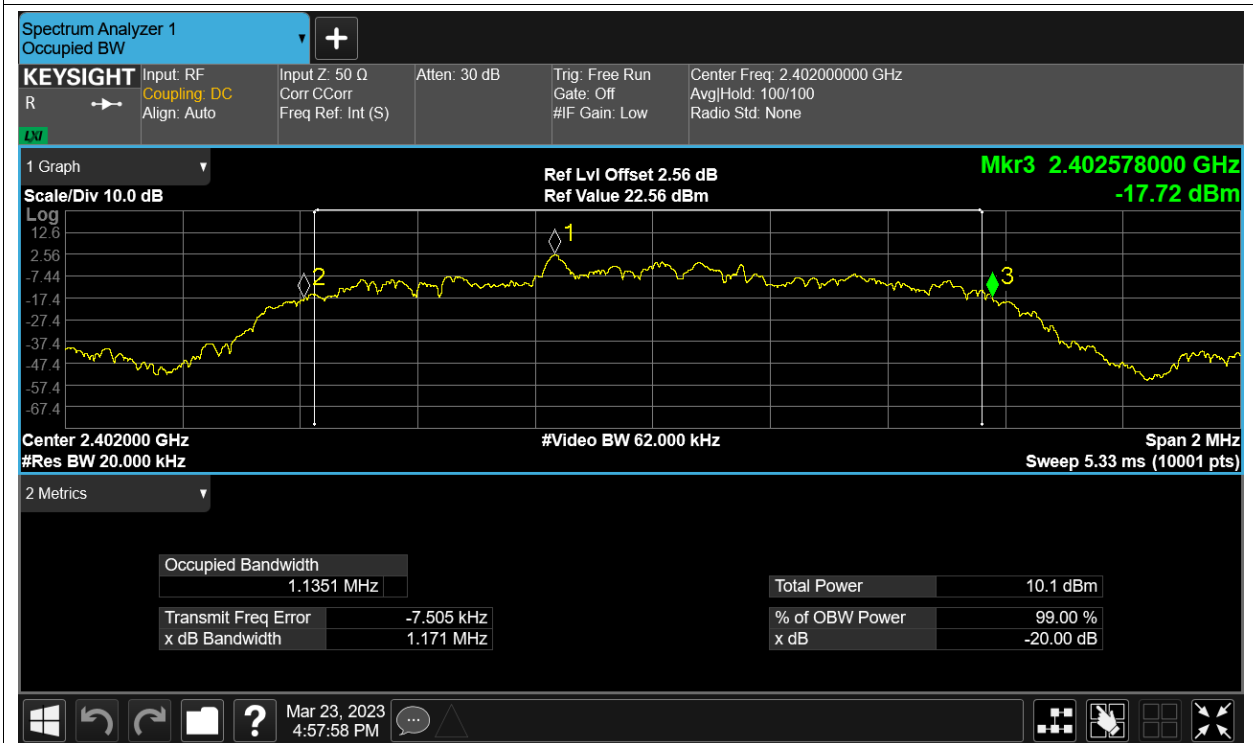 Spectrum Analyzer 1
Occupied BW
KEYSIGHT
R
LXI
Input: RF
Coupling: DC
Align: Auto
Input Z: 50 Ω
Corr CCorr
Freq Ref: Int (S)
Atten: 30 dB
Trig: Free Run
Gate: Off
#IF Gain: Low
Center Freq: 2.402000000 GHz
Avg|Hold: 100/100
Radio Std: None
1 Graph
Scale/Div 10.0 dB
Ref Lvl Offset 2.56 dB
Ref Value 22.56 dBm
Mkr3 2.402578000 GHz
-17.72 dBm
Log
12.6
2.56
-7.44
-17.4
-27.4
-37.4
-47.4
-57.4
-67.4
1
2
3
Center 2.402000 GHz
#Res BW 20.000 kHz
#Video BW 62.000 kHz
Span 2 MHz
Sweep 5.33 ms (10001 pts)
2 Metrics
Occupied Bandwidth
1.1351 MHz
Transmit Freq Error -7.505 kHz
x dB Bandwidth 1.171 MHz
Total Power 10.1 dBm
% of OBW Power 99.00 %
x dB -20.00 dB
?
Mar 23, 2023
4:57:58 PM